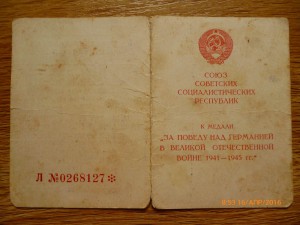 Л №0268127*
СОЮЗ
СОВЕТСКИХ
СОЦИАЛИСТИЧЕСКИХ
РЕСПУБЛИК
К МЕДАЛИ
"ЗА ПОБЕДУ НАД ГЕРМАНИЕЙ
В ВЕЛИКОЙ ОТЕЧЕСТВЕННОЙ
ВОЙНЕ 1941–1945 гг."